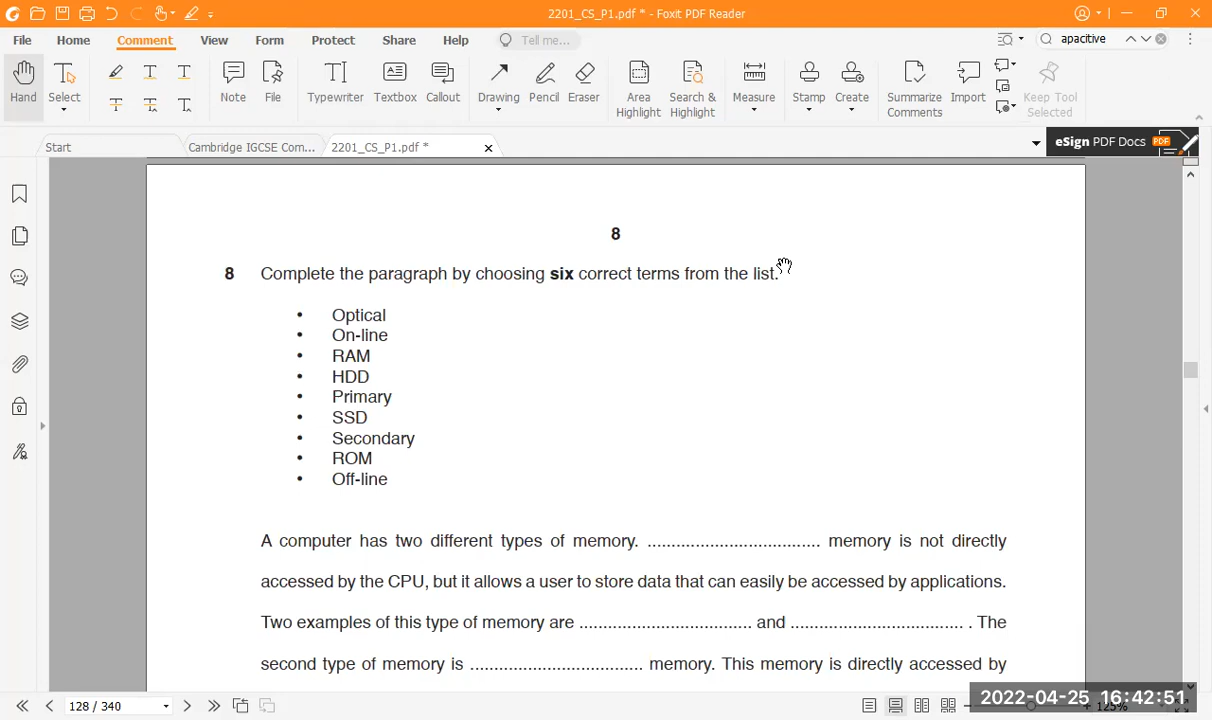 2201_CS_P1.pdf * - Foxit PDF Reader
File Home Comment View Form Protect Share Help Tell me... apacitive
Hand Select Note File Typewriter Textbox Callout Drawing Pencil Eraser Area Highlight Search & Highlight Measure Stamp Create Summarize Comments Import Keep Tool Selected
Start Cambridge IGCSE Com... 2201_CS_P1.pdf * eSign PDF Docs PDF
8
8 Complete the paragraph by choosing six correct terms from the list.
• Optical
• On-line
• RAM
• HDD
• Primary
• SSD
• Secondary
• ROM
• Off-line
A computer has two different types of memory. .................................... memory is not directly
accessed by the CPU, but it allows a user to store data that can easily be accessed by applications.
Two examples of this type of memory are .................................... and .................................... . The
second type of memory is .................................... memory. This memory is directly accessed by
128 / 340 2022-04-25 16:42:51 125%